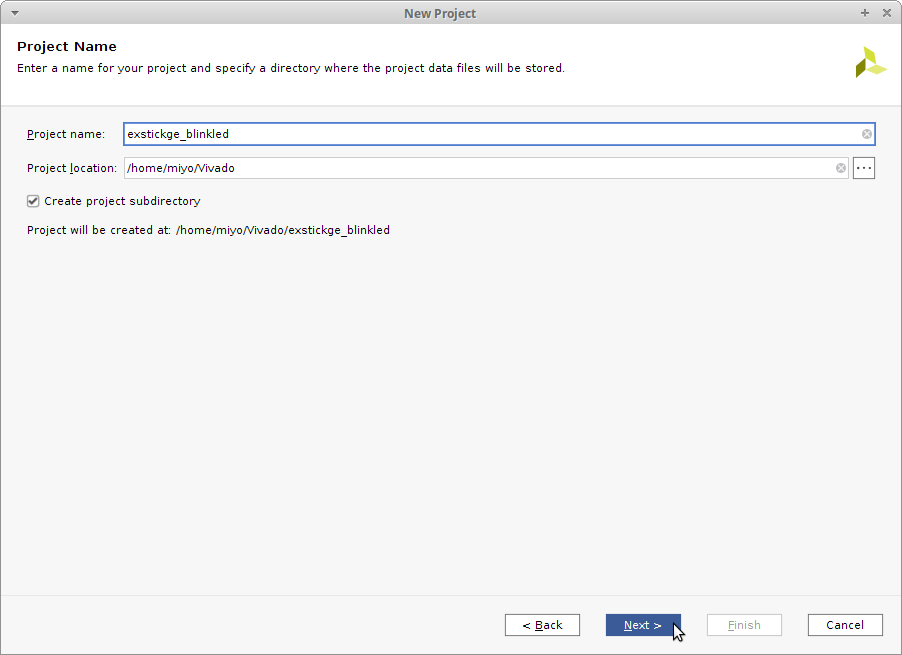 New Project
Project Name
Enter a name for your project and specify a directory where the project data files will be stored.
Project name: exstickge_blinkled
Project location: /home/miyo/Vivado ...
Create project subdirectory
Project will be created at: /home/miyo/Vivado/exstickge_blinkled
< Back Next > Finish Cancel